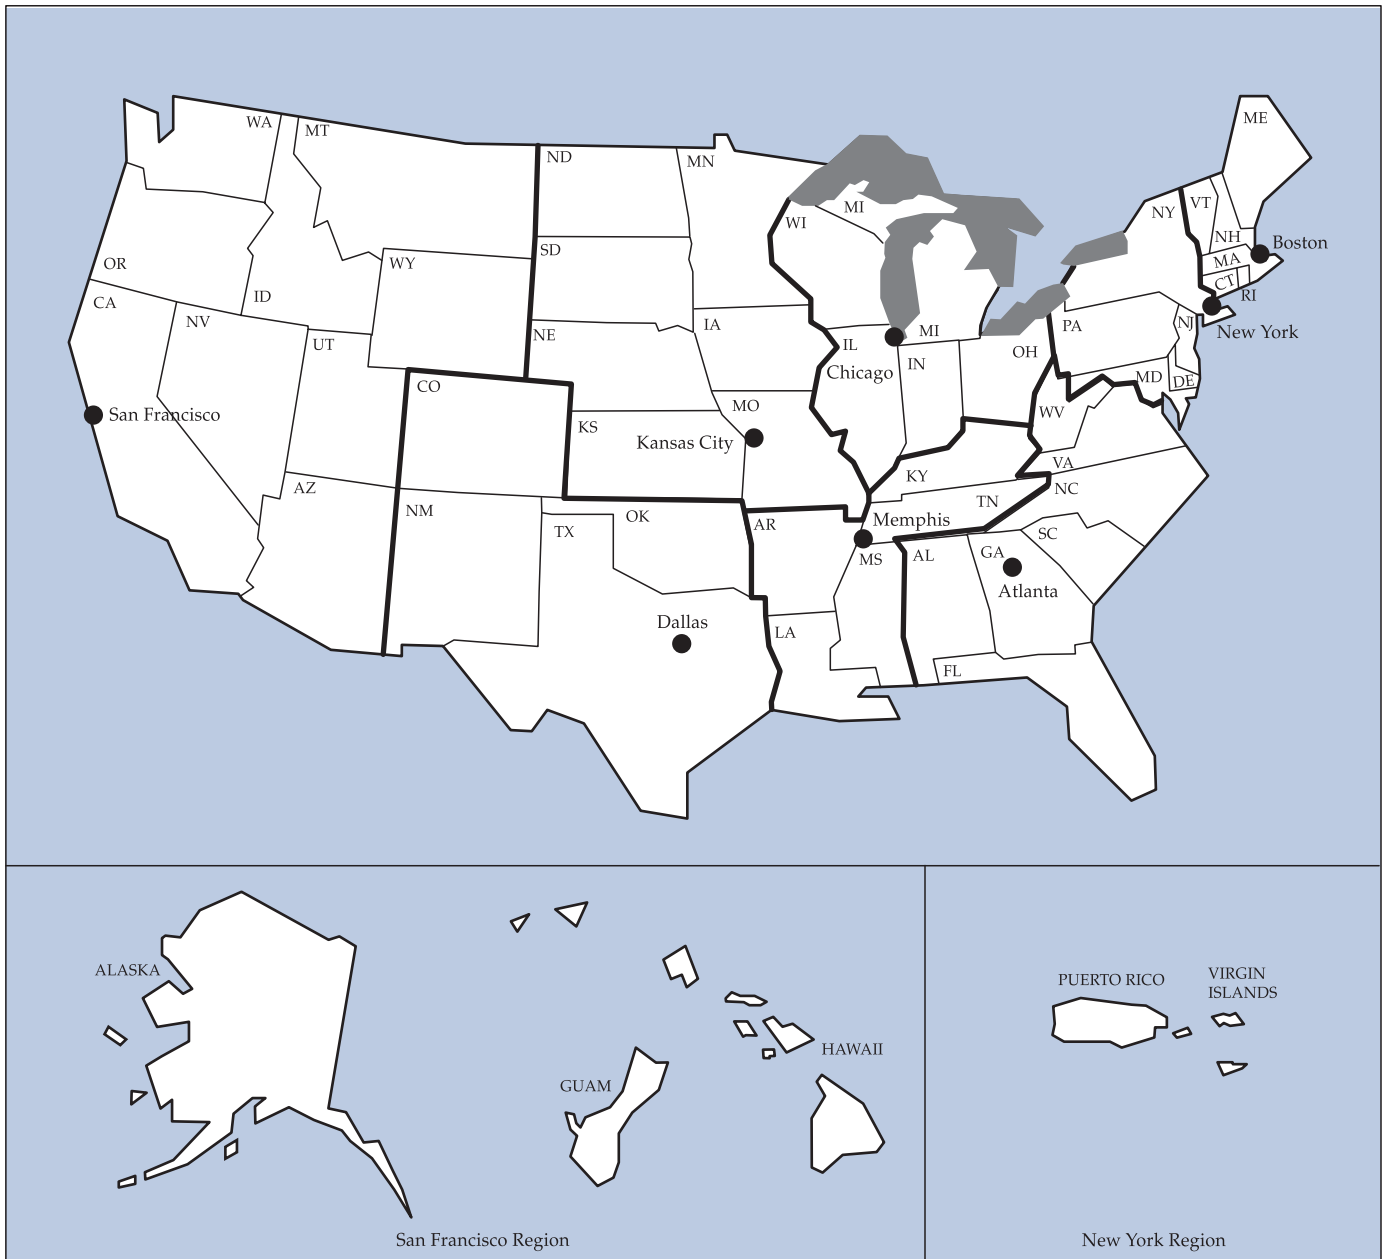 ME
WA
MT
ND
MN
MI
WI
NY
VT
NH
Boston
MA
CT
RI
OR
ID
WY
SD
CA
NV
UT
NE
IA
IL
MI
Chicago
IN
OH
PA
NJ
New York
MD
DE
CO
MO
WV
San Francisco
KS
Kansas City
VA
KY
NC
AZ
NM
TX
OK
AR
TN
Memphis
MS
AL
GA
SC
Atlanta
Dallas
LA
FL
ALASKA
HAWAII
GUAM
San Francisco Region
PUERTO RICO
VIRGIN
ISLANDS
New York Region